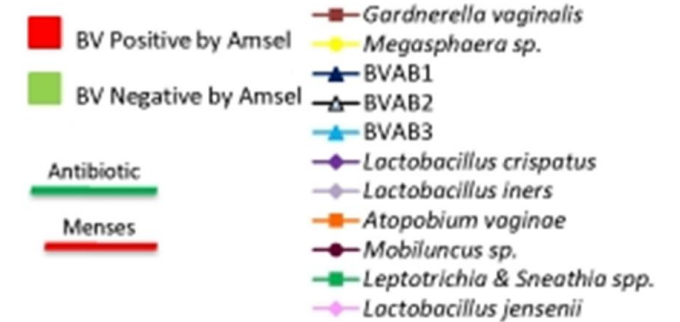 BV Positive by Amsel
BV Negative by Amsel
Antibiotic
Menses
Gardnerella vaginalis
Megasphaera sp.
BVAB1
BVAB2
BVAB3
Lactobacillus crispatus
Lactobacillus iners
Atopobium vaginae
Mobiluncus sp.
Leptotrichia & Sneathia spp.
Lactobacillus jensenii